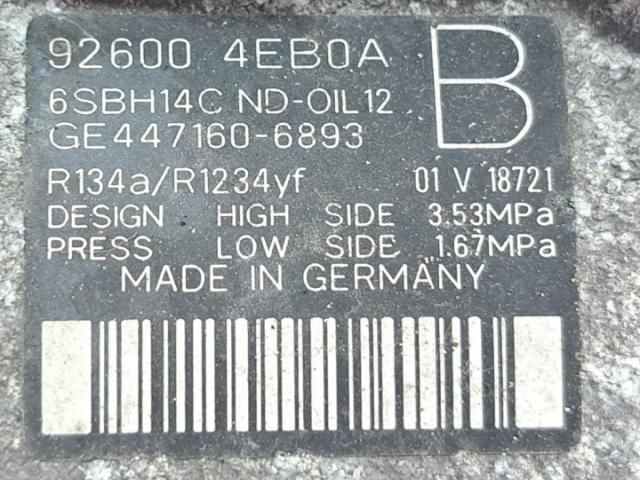 92600 4EB0A
B
6SBH14C ND-OIL12
GE447160-6893
R134a/R1234yf 01 V 18721
DESIGN HIGH SIDE 3.53MPa
PRESS LOW SIDE 1.67MPa
MADE IN GERMANY